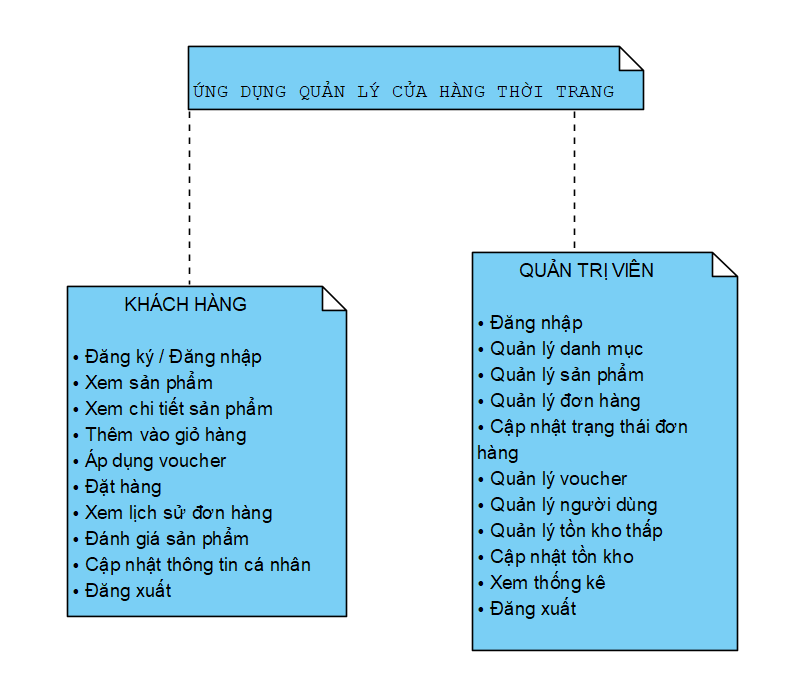 ỨNG DỤNG QUẢN LÝ CỬA HÀNG THỜI TRANG
KHÁCH HÀNG
• Đăng ký / Đăng nhập
• Xem sản phẩm
• Xem chi tiết sản phẩm
• Thêm vào giỏ hàng
• Áp dụng voucher
• Đặt hàng
• Xem lịch sử đơn hàng
• Đánh giá sản phẩm
• Cập nhật thông tin cá nhân
• Đăng xuất
QUẢN TRỊ VIÊN
• Đăng nhập
• Quản lý danh mục
• Quản lý sản phẩm
• Quản lý đơn hàng
• Cập nhật trạng thái đơn
hàng
• Quản lý voucher
• Quản lý người dùng
• Quản lý tồn kho thấp
• Cập nhật tồn kho
• Xem thống kê
• Đăng xuất